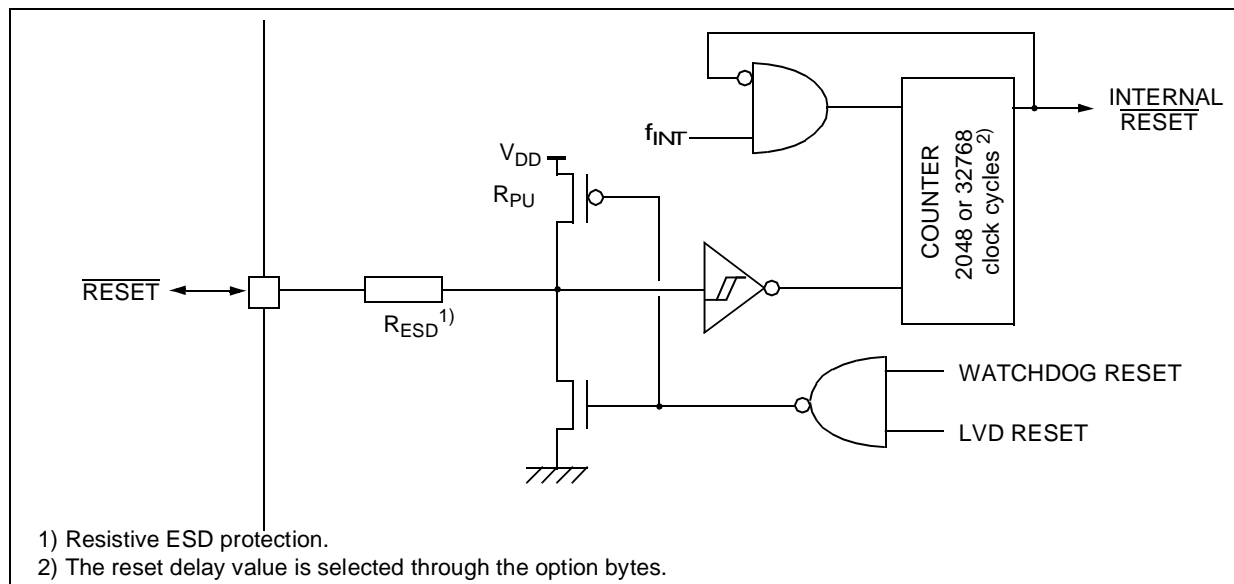 INTERNAL
RESET
fINT
VDD
RPU
COUNTER
2048 or 32768
clock cycles 2)
RESET
RESD1)
WATCHDOG RESET
LVD RESET
1) Resistive ESD protection.
2) The reset delay value is selected through the option bytes.